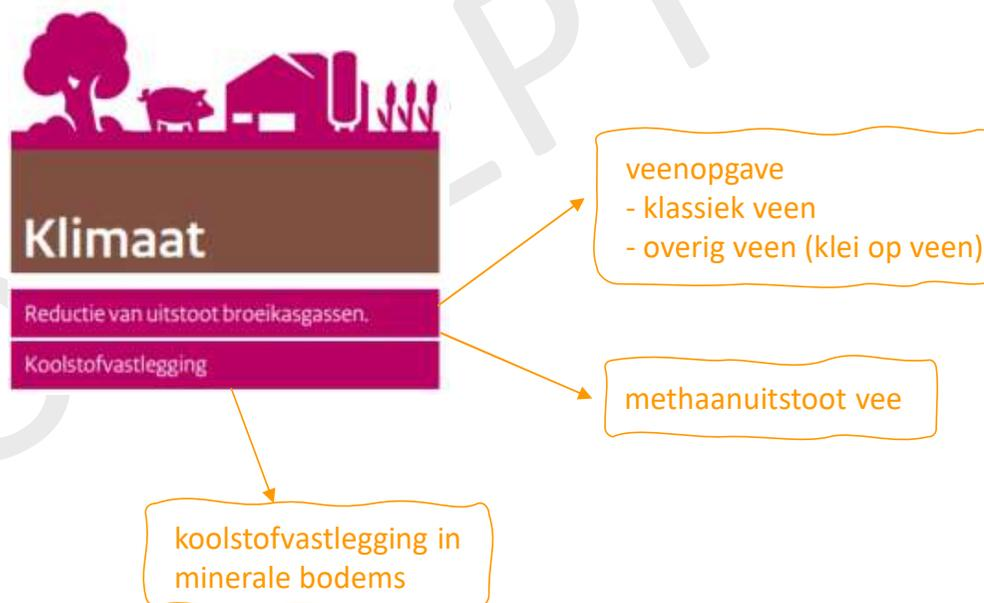 Klimaat
Reductie van uitstoot broeikasgassen.
Koolstofvastlegging
veenopgave
- klassiek veen
- overig veen (klei op veen)
methaanuitstoot vee
koolstofvastlegging in
minerale bodems